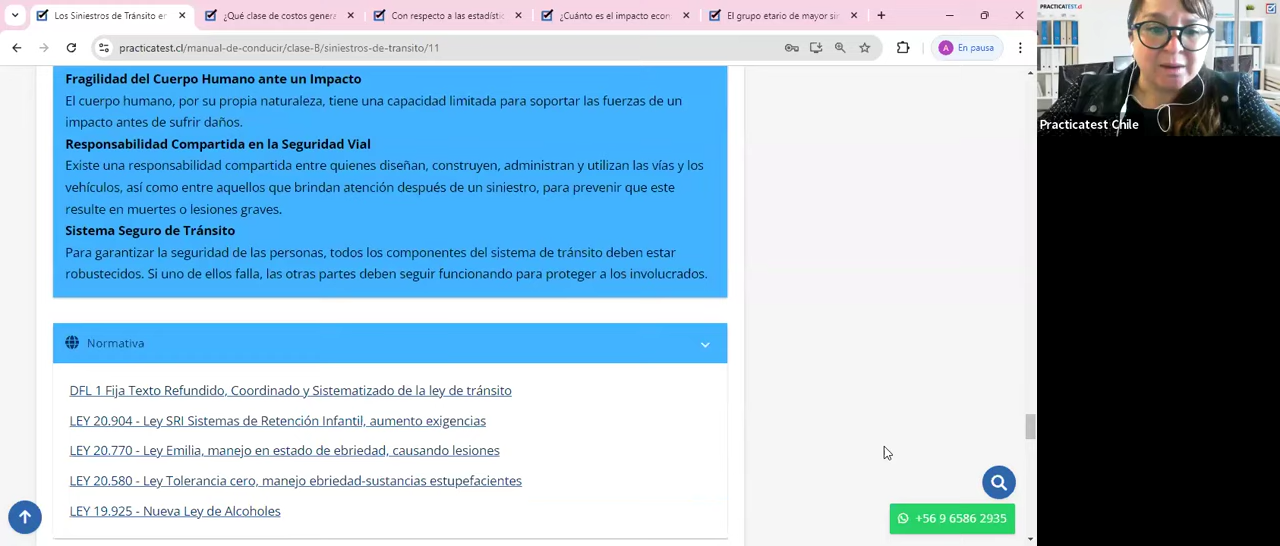 Los Siniestros de Tránsito en
¿Qué clase de costos genera
Con respecto a las estadístic
¿Cuánto es el impacto econ
El grupo etario de mayor sin
practicatest.cl/manual-de-conducir/clase-B/siniestros-de-transito/11
A
En pausa
PRACTICATEST.cl
Practicatest Chile
Fragilidad del Cuerpo Humano ante un Impacto
El cuerpo humano, por su propia naturaleza, tiene una capacidad limitada para soportar las fuerzas de un
impacto antes de sufrir daños.
Responsabilidad Compartida en la Seguridad Vial
Existe una responsabilidad compartida entre quienes diseñan, construyen, administran y utilizan las vías y los
vehículos, así como entre aquellos que brindan atención después de un siniestro, para prevenir que este
resulte en muertes o lesiones graves.
Sistema Seguro de Tránsito
Para garantizar la seguridad de las personas, todos los componentes del sistema de tránsito deben estar
robustecidos. Si uno de ellos falla, las otras partes deben seguir funcionando para proteger a los involucrados.
Normativa
DFL 1 Fija Texto Refundido, Coordinado y Sistematizado de la ley de tránsito
LEY 20.904 - Ley SRI Sistemas de Retención Infantil, aumento exigencias
LEY 20.770 - Ley Emilia, manejo en estado de ebriedad, causando lesiones
LEY 20.580 - Ley Tolerancia cero, manejo ebriedad-sustancias estupefacientes
LEY 19.925 - Nueva Ley de Alcoholes
+56 9 6586 2935